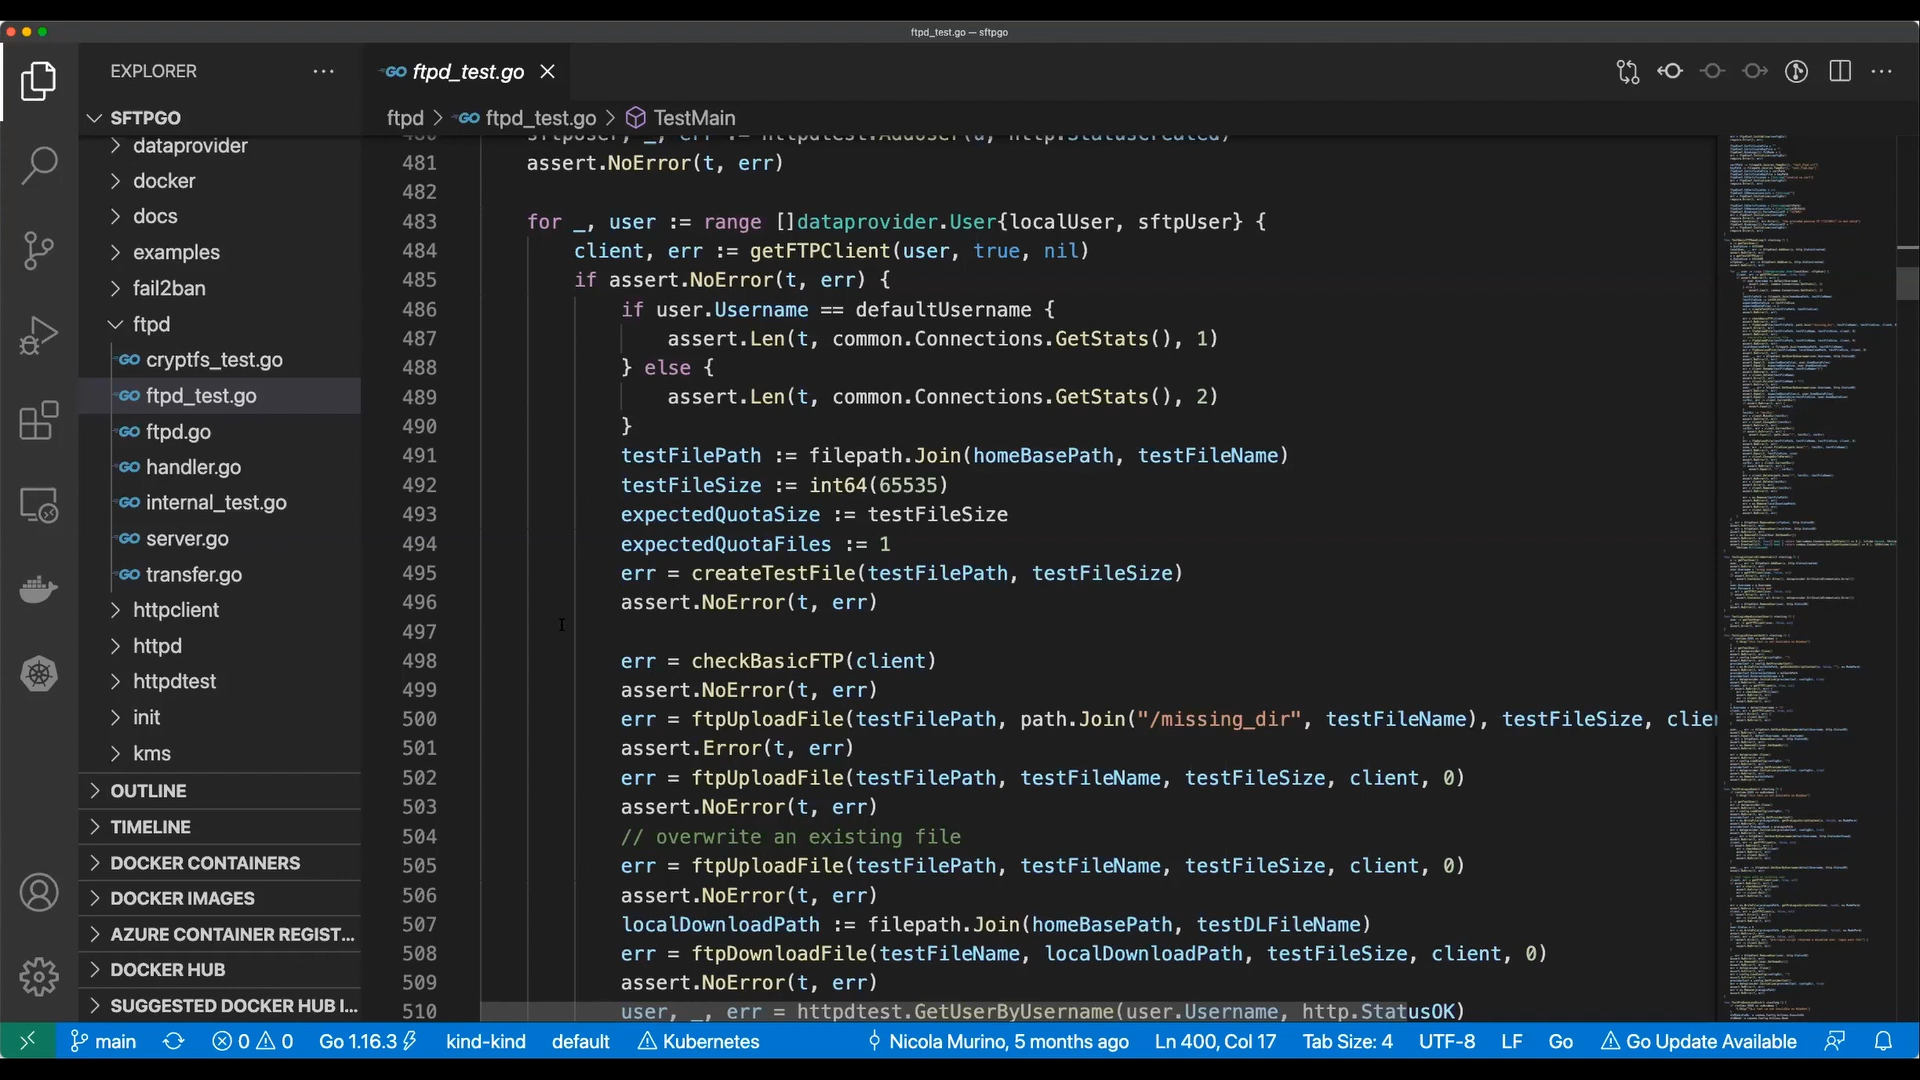 ftpd_test.go — sftpgo
EXPLORER
ftpd_test.go
SFTPGO
ftpd > ftpd_test.go > TestMain
dataprovider
docker
docs
examples
fail2ban
ftpd
cryptfs_test.go
ftpd_test.go
ftpd.go
handler.go
internal_test.go
server.go
transfer.go
httpclient
httpd
httpdtest
init
kms
OUTLINE
TIMELINE
DOCKER CONTAINERS
DOCKER IMAGES
AZURE CONTAINER REGIST...
DOCKER HUB
SUGGESTED DOCKER HUB I...
480 sftpUser, _, err := httpdtest.AddUser(u, http.StatusCreated)
481 assert.NoError(t, err)
482
483 for _, user := range []dataprovider.User{localUser, sftpUser} {
484 client, err := getFTPClient(user, true, nil)
485 if assert.NoError(t, err) {
486 if user.Username == defaultUsername {
487 assert.Len(t, common.Connections.GetStats(), 1)
488 } else {
489 assert.Len(t, common.Connections.GetStats(), 2)
490 }
491 testFilePath := filepath.Join(homeBasePath, testFileName)
492 testFileSize := int64(65535)
493 expectedQuotaSize := testFileSize
494 expectedQuotaFiles := 1
495 err = createTestFile(testFilePath, testFileSize)
496 assert.NoError(t, err)
497
498 err = checkBasicFTP(client)
499 assert.NoError(t, err)
500 err = ftpUploadFile(testFilePath, path.Join("/missing_dir", testFileName), testFileSize, clien
501 assert.Error(t, err)
502 err = ftpUploadFile(testFilePath, testFileName, testFileSize, client, 0)
503 assert.NoError(t, err)
504 // overwrite an existing file
505 err = ftpUploadFile(testFilePath, testFileName, testFileSize, client, 0)
506 assert.NoError(t, err)
507 localDownloadPath := filepath.Join(homeBasePath, testDLFileName)
508 err = ftpDownloadFile(testFileName, localDownloadPath, testFileSize, client, 0)
509 assert.NoError(t, err)
510 user, _, err = httpdtest.GetUserByUsername(user.Username, http.StatusOK)
main 0 0 Go 1.16.3 kind-kind default Kubernetes Nicola Murino, 5 months ago Ln 400, Col 17 Tab Size: 4 UTF-8 LF Go Go Update Available